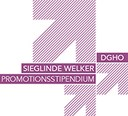 DGHO
SIEGLINDE WELKER
PROMOTIONSSTIPENDIUM